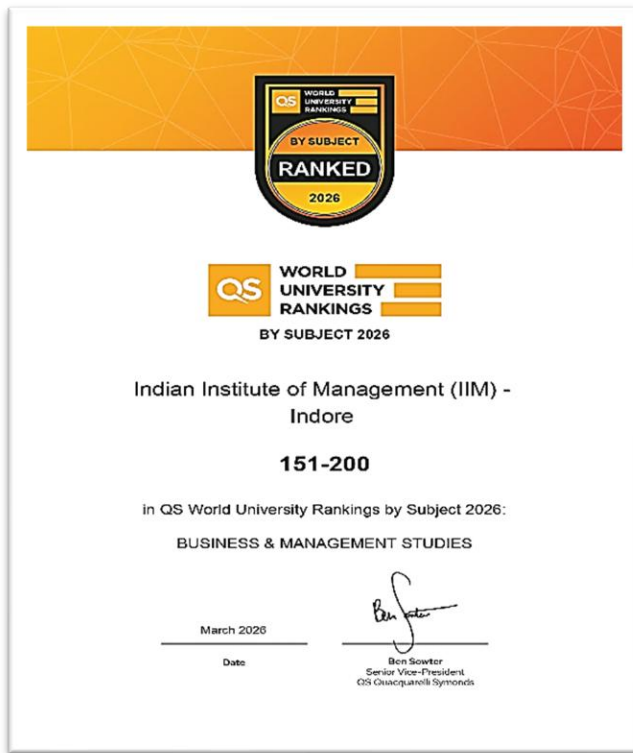 QS WORLD
UNIVERSITY
RANKINGS
BY SUBJECT
RANKED
2026
QS WORLD
UNIVERSITY
RANKINGS
BY SUBJECT 2026
Indian Institute of Management (IIM) -
Indore
151-200
in QS World University Rankings by Subject 2026:
BUSINESS & MANAGEMENT STUDIES
March 2026
Date
Ben Sowter
Ben Sowter
Senior Vice-President
QS Quacquarelli Symonds